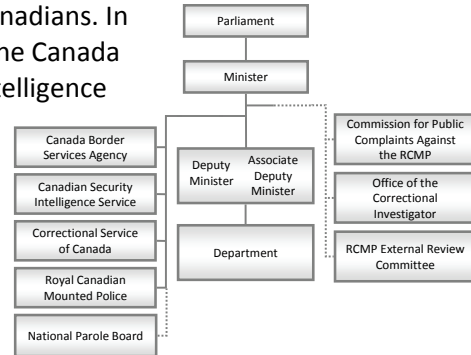 nadians. In
he Canada
telligence
Parliament
Minister
Canada Border
Services Agency
Canadian Security
Intelligence Service
Correctional Service
of Canada
Royal Canadian
Mounted Police
National Parole Board
Deputy
Minister
Associate
Deputy
Minister
Department
Commission for Public
Complaints Against
the RCMP
Office of the
Correctional
Investigator
RCMP External Review
Committee